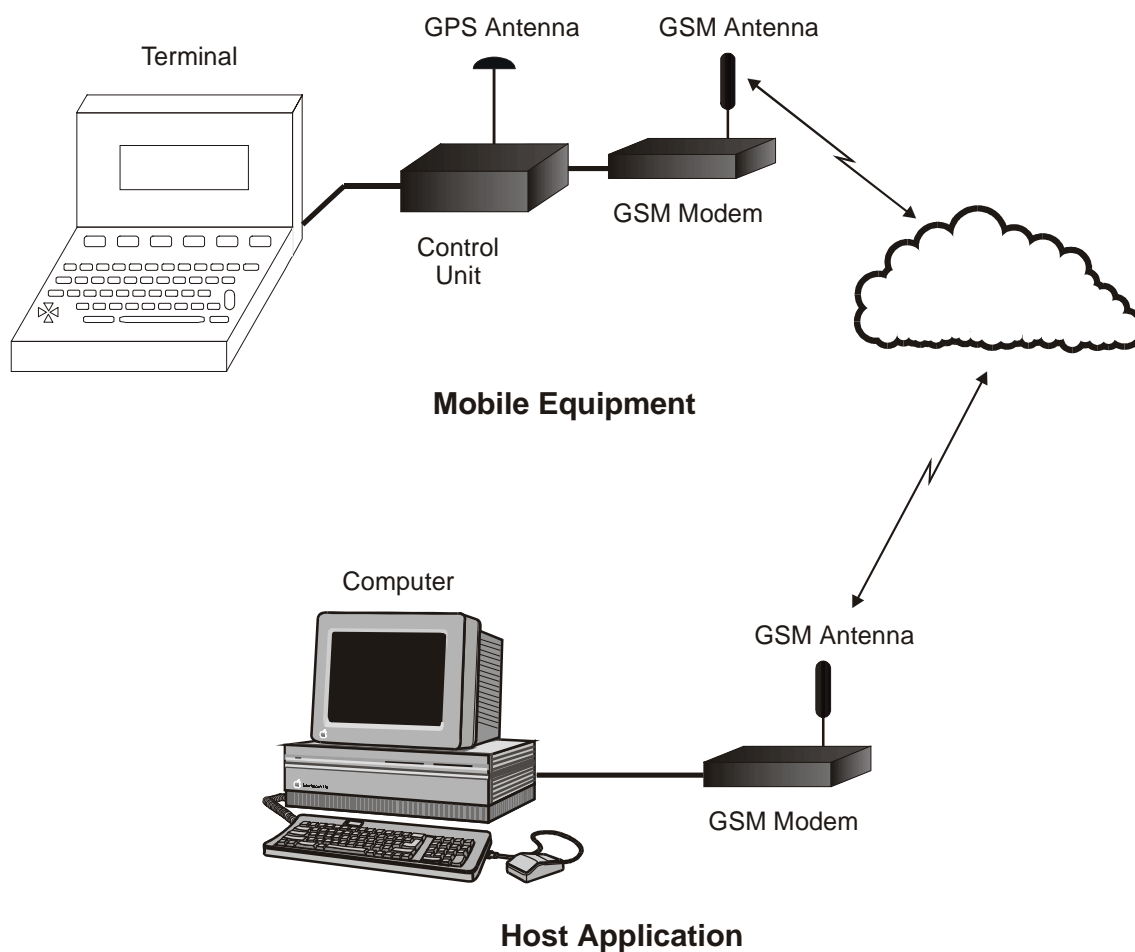 GPS Antenna
GSM Antenna
Terminal
GSM Modem
Control
Unit
Mobile Equipment
Computer
GSM Antenna
GSM Modem
Host Application